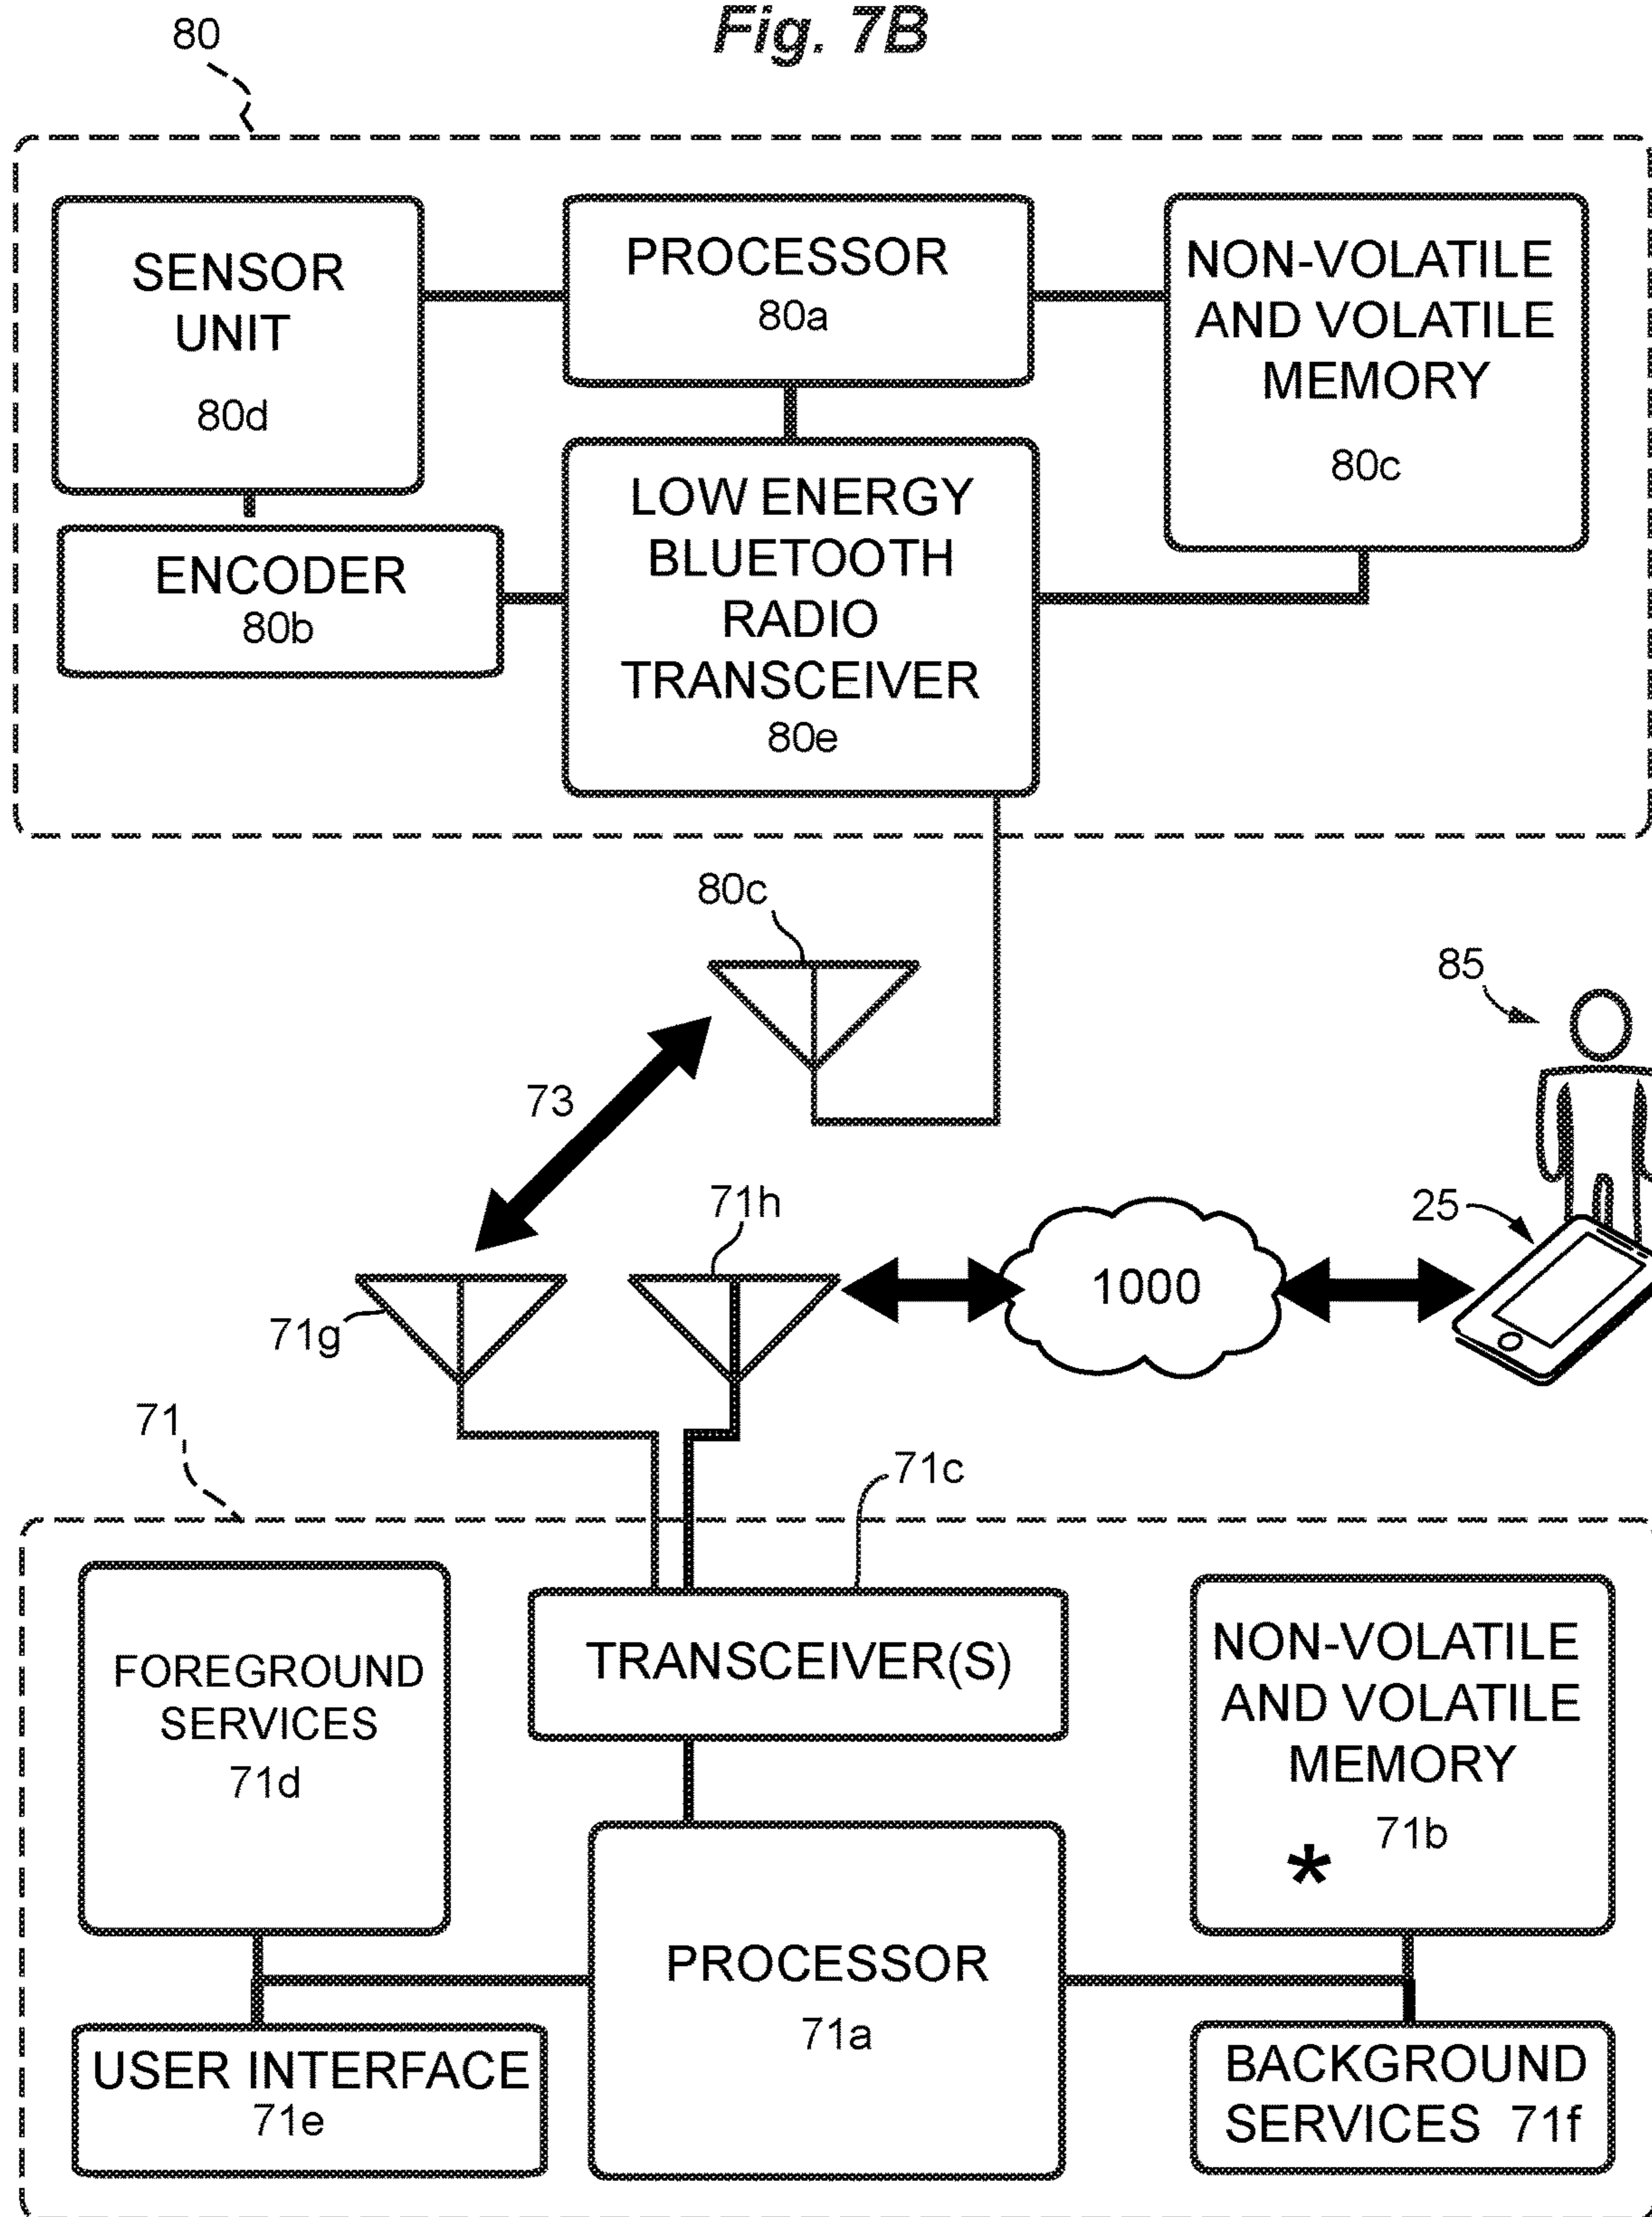 Fig. 7B
80
SENSOR
UNIT
80d
PROCESSOR
80a
NON-VOLATILE
AND VOLATILE
MEMORY
80c
ENCODER
80b
LOW ENERGY
BLUETOOTH
RADIO
TRANSCEIVER
80e
80c
85
73
71h
25
1000
71g
71
71c
FOREGROUND
SERVICES
71d
TRANSCEIVER(S)
NON-VOLATILE
AND VOLATILE
MEMORY
71b
*
PROCESSOR
71a
USER INTERFACE
71e
BACKGROUND
SERVICES 71f